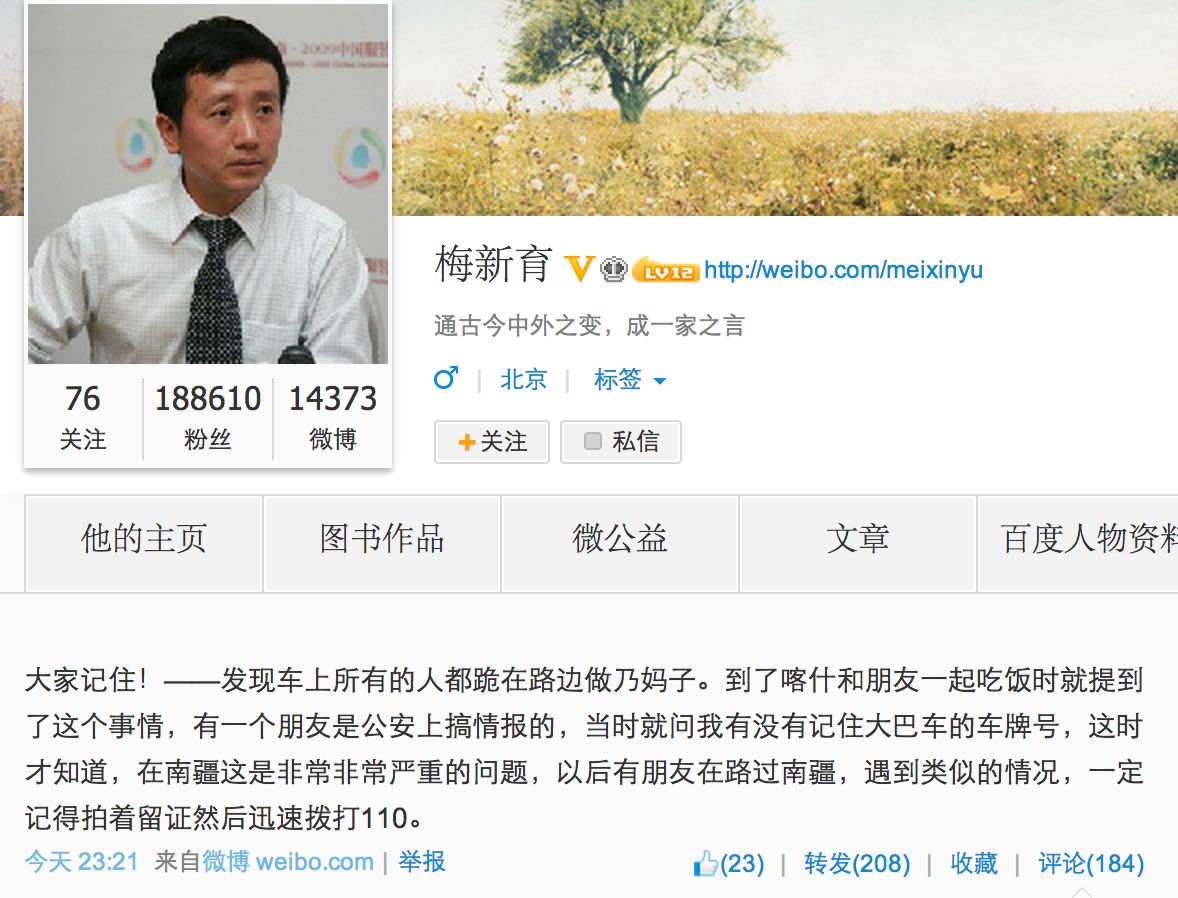 2009中国服装
梅新育 V LV12 http://weibo.com/meixinyu
通古今中外之变，成一家之言
♂ | 北京 | 标签
76 188610 14373
关注 粉丝 微博
+关注 私信
他的主页 图书作品 微公益 文章 百度人物资料
大家记住！——发现车上所有的人都跪在路边做乃妈子。到了喀什和朋友一起吃饭时就提到
了这个事情，有一个朋友是公安上搞情报的，当时就问我有没有记住大巴车的车牌号，这时
才知道，在南疆这是非常非常严重的问题，以后有朋友在路过南疆，遇到类似的情况，一定
记得拍着留证然后迅速拨打110。
今天 23:21 来自微博 weibo.com | 举报 (23) | 转发(208) | 收藏 | 评论(184)